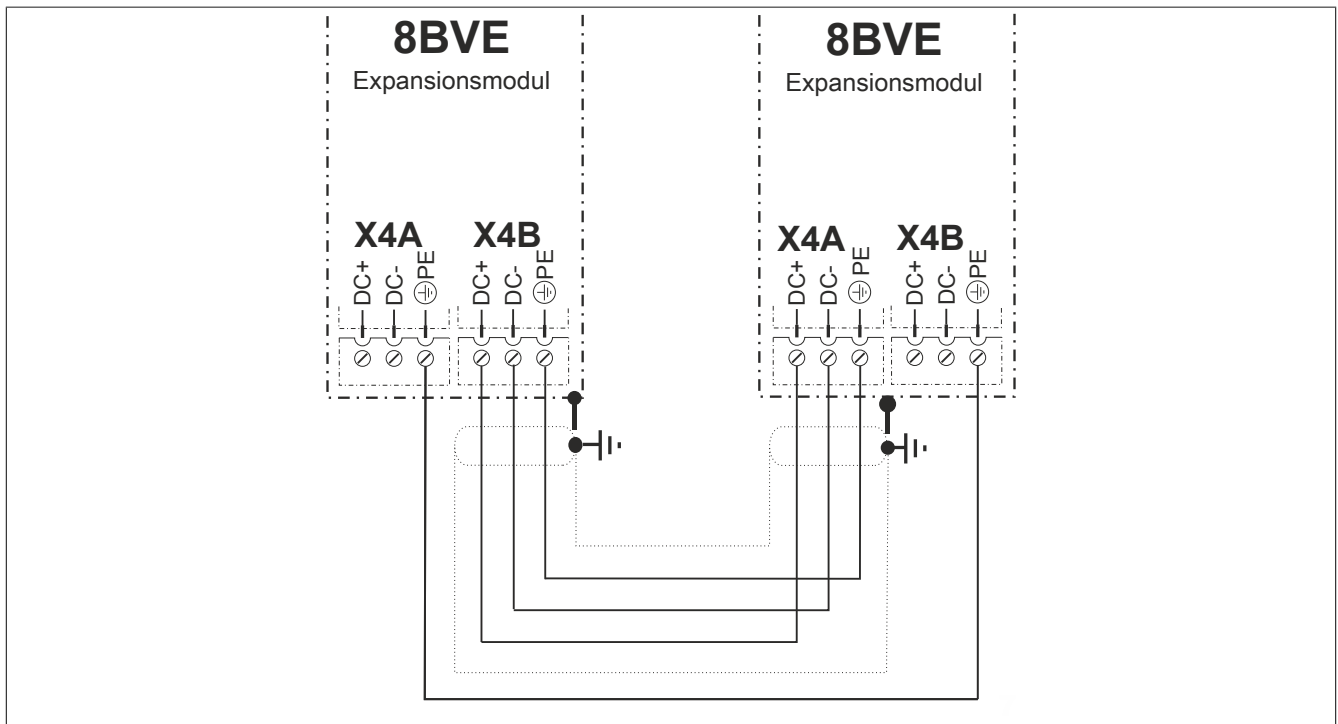 8BVE
Expansionsmodul
X4A X4B
DC+ DC- PE DC+ DC- PE
8BVE
Expansionsmodul
X4A X4B
DC+ DC- PE DC+ DC- PE